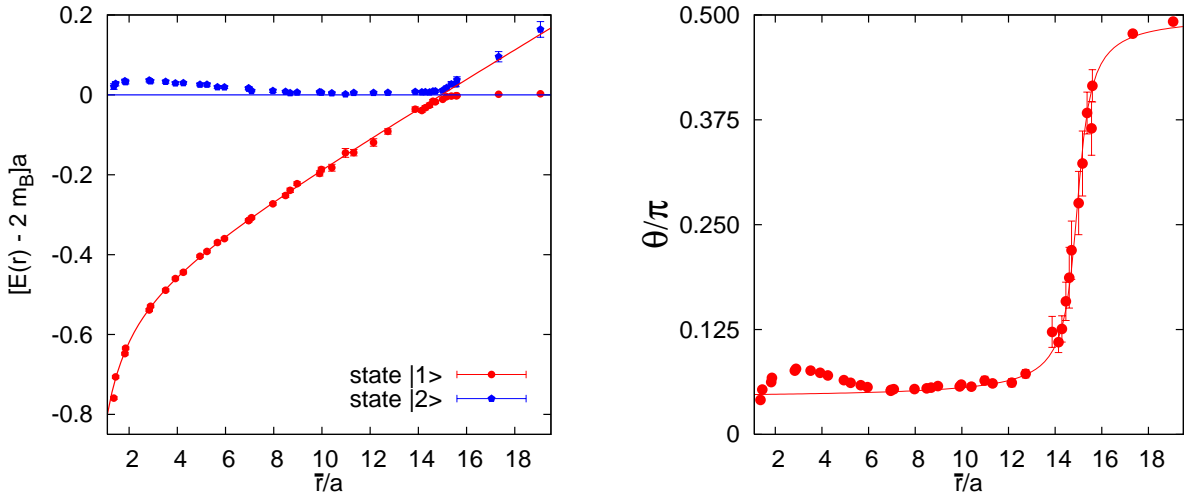 0.2
0
-0.2
-0.4
-0.6
-0.8
[E(r) - 2 m_B]a
state |1>
state |2>
2 4 6 8 10 12 14 16 18
r̅/a
0.500
0.375
0.250
0.125
0
θ/π
2 4 6 8 10 12 14 16 18
r̅/a